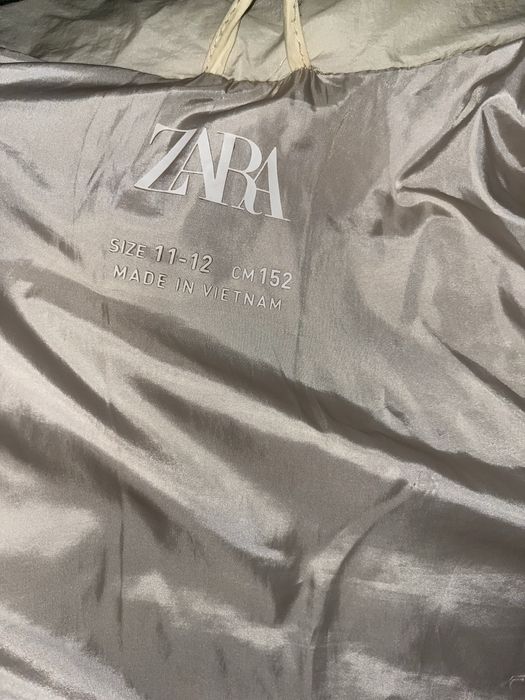 ZARA
SIZE 11-12 CM 152
MADE IN VIETNAM